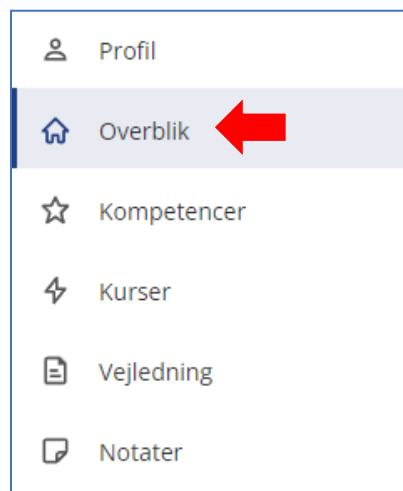 Profil
Overblik
Kompetencer
Kurser
Vejledning
Notater